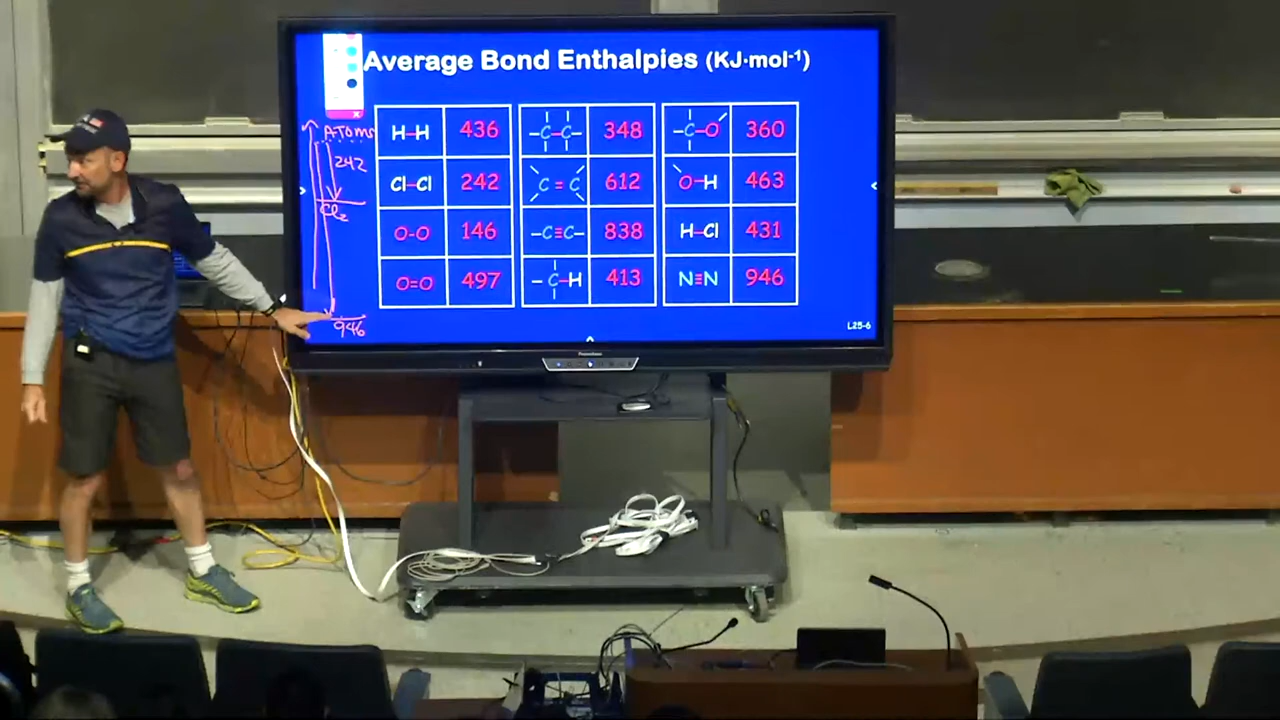 Average Bond Enthalpies (KJ·mol⁻¹)
ATOMS
242
Cl₂
946
H-H 436
Cl-Cl 242
O-O 146
O=O 497
-C-C- 348
C=C 612
-C≡C- 838
-C-H 413
-C-O 360
O-H 463
H-Cl 431
N≡N 946
L25-6